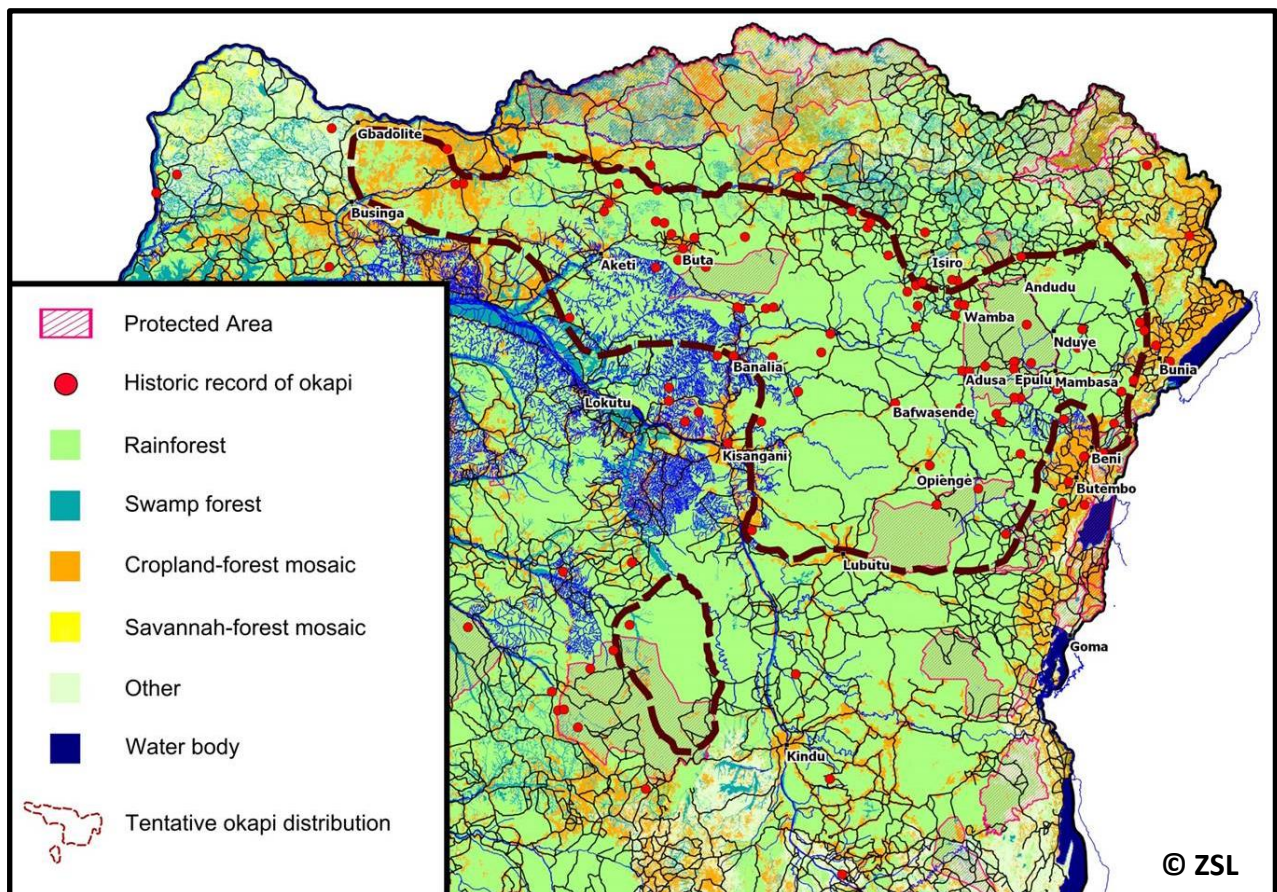 Gbadolite
Businga
Aketi
Buta
Isiro
Andudu
Wamba
Nduye
Banalia
Adusa
Epulu
Mambasa
Bunia
Lokutu
Bafwasende
Kisangani
Beni
Opienge
Butembo
Lubutu
Goma
Kindu
Protected Area
Historic record of okapi
Rainforest
Swamp forest
Cropland-forest mosaic
Savannah-forest mosaic
Other
Water body
Tentative okapi distribution
© ZSL